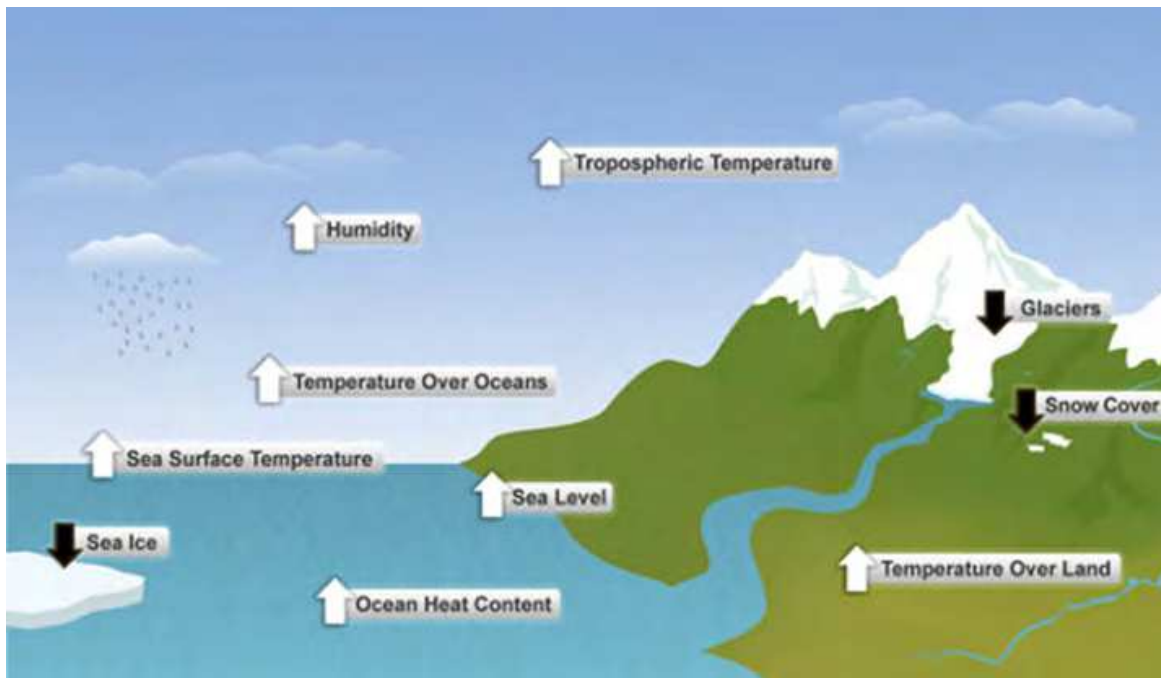 Tropospheric Temperature
Humidity
Glaciers
Temperature Over Oceans
Snow Cover
Sea Surface Temperature
Sea Level
Sea Ice
Temperature Over Land
Ocean Heat Content